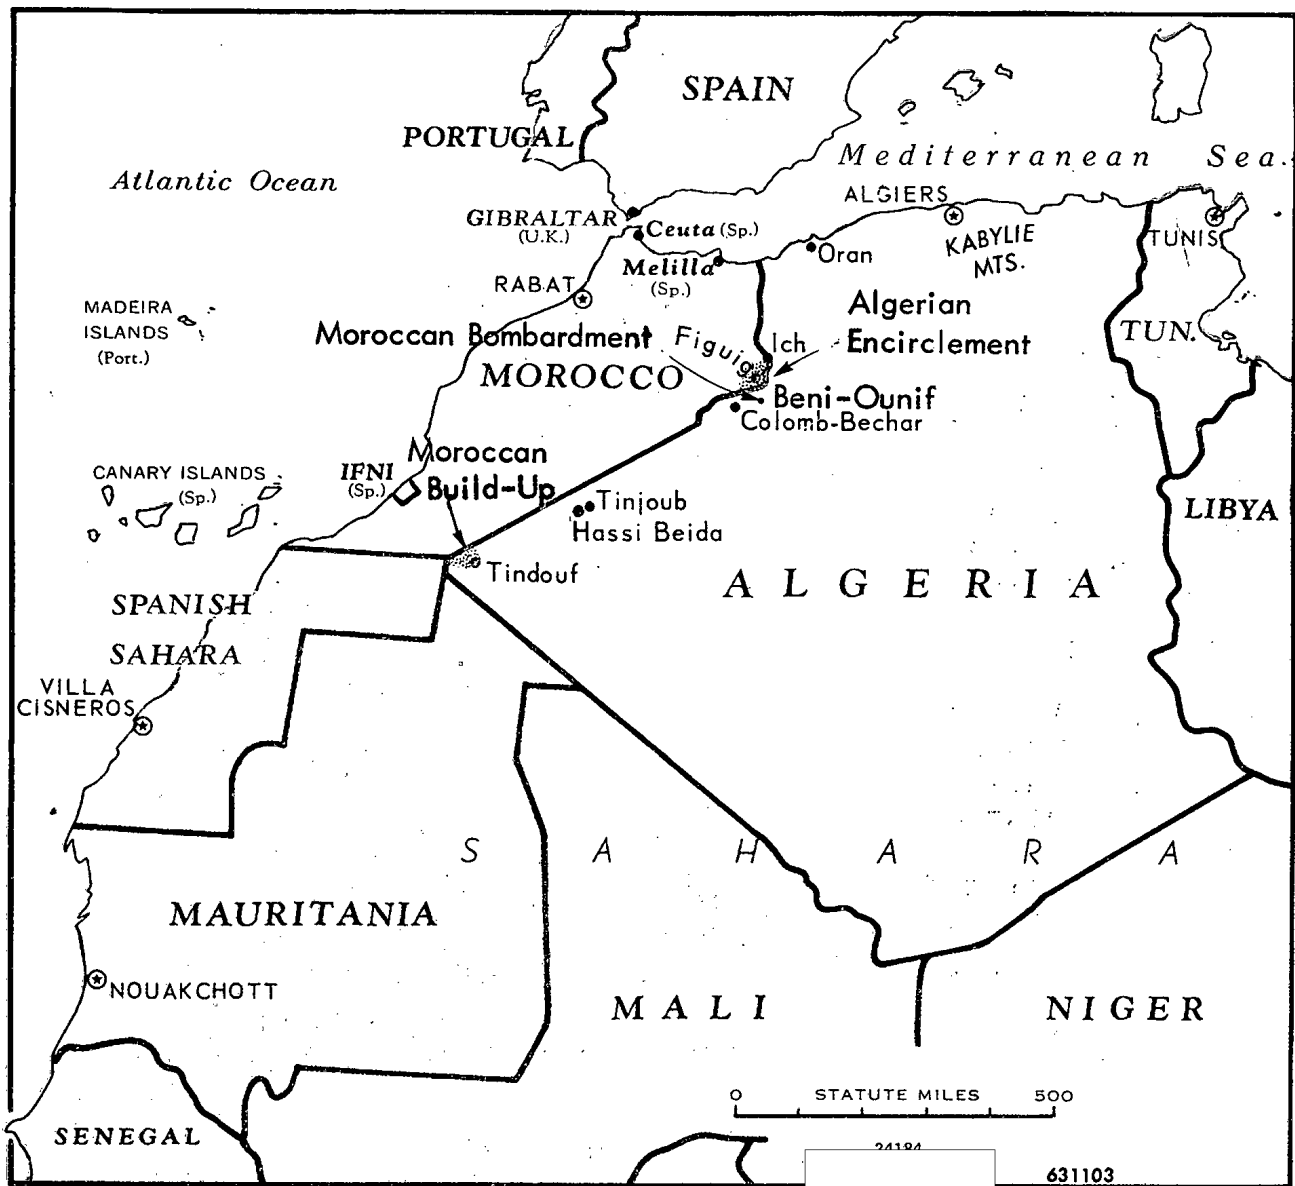 SPAIN
PORTUGAL
Mediterranean Sea
Atlantic Ocean
ALGIERS
GIBRALTAR
(U.K.)
Ceuta (Sp.)
KABYLIE
MTS.
TUNIS
Oran
Melilla
(Sp.)
RABAT
MADEIRA
ISLANDS
(Port.)
Algerian
Encirclement
Moroccan Bombardment
Figuig
Ich
TUN.
MOROCCO
Beni-Ounif
Colomb-Bechar
Moroccan
Build-Up
CANARY ISLANDS
(Sp.)
IFNI
(Sp.)
Tinjoub
Hassi Beida
LIBYA
Tindouf
ALGERIA
SPANISH
SAHARA
VILLA
CISNEROS
SAHARA
MAURITANIA
NOUAKCHOTT
MALI
NIGER
0 STATUTE MILES 500
SENEGAL
24184
631103